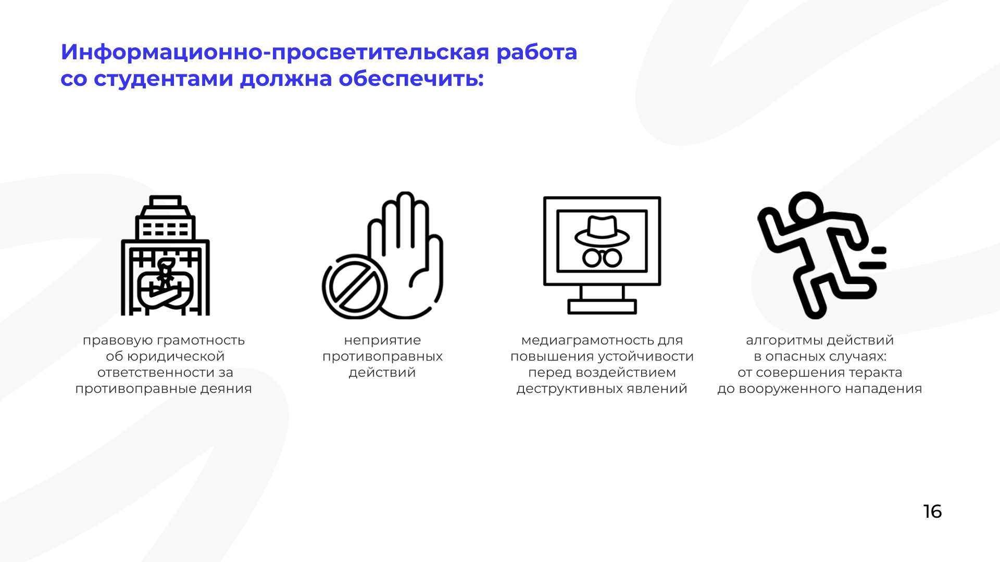 Информационно-просветительская работа
со студентами должна обеспечить:
правовую грамотность
об юридической
ответственности за
противоправные деяния
неприятие
противоправных
действий
медиаграмотность для
повышения устойчивости
перед воздействием
деструктивных явлений
алгоритмы действий
в опасных случаях:
от совершения теракта
до вооруженного нападения
16